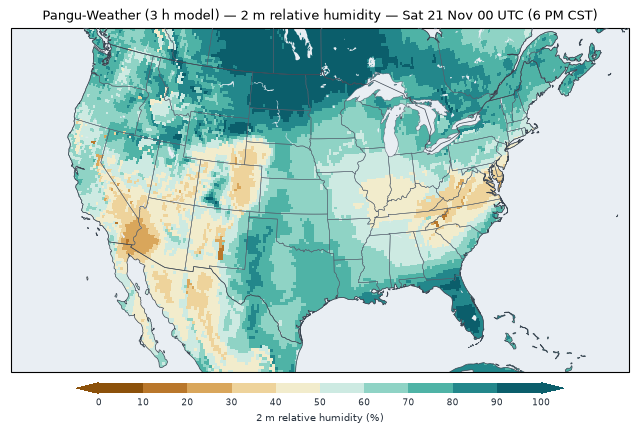 Pangu-Weather (3 h model) — 2 m relative humidity — Sat 21 Nov 00 UTC (6 PM CST)
0 10 20 30 40 50 60 70 80 90 100
2 m relative humidity (%)